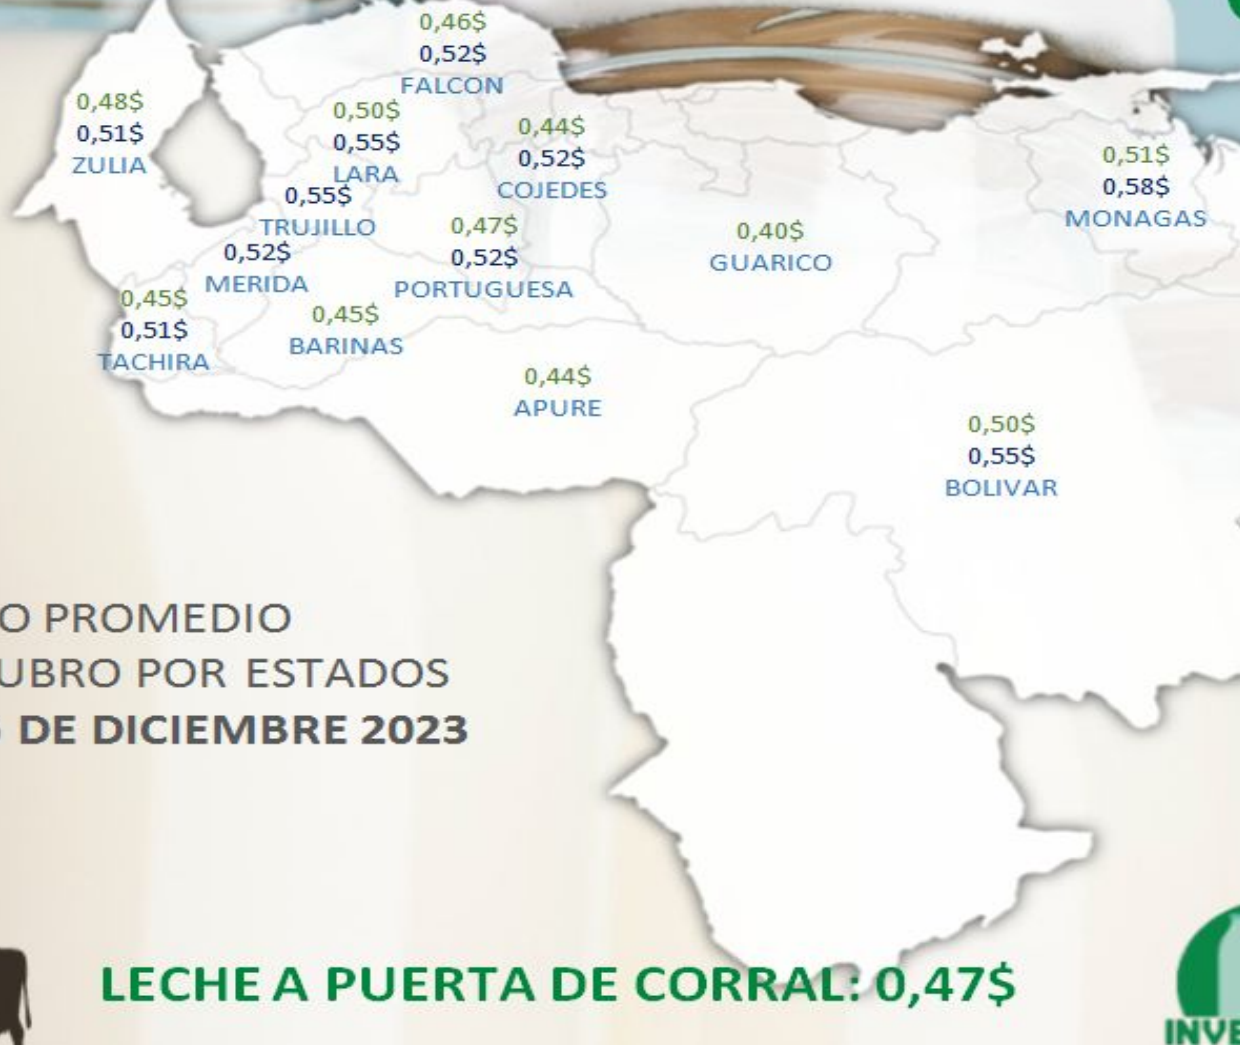 0,46$
0,52$
FALCON
0,48$
0,51$
ZULIA
0,50$
0,55$
LARA
0,44$
0,52$
COJEDES
0,51$
0,58$
MONAGAS
0,55$
TRUJILLO
0,47$
0,52$
PORTUGUESA
0,40$
GUARICO
0,52$
MERIDA
0,45$
0,51$
TACHIRA
0,45$
BARINAS
0,44$
APURE
0,50$
0,55$
BOLIVAR
O PROMEDIO
UBRO POR ESTADOS
DE DICIEMBRE 2023
LECHE A PUERTA DE CORRAL: 0,47$
INVE